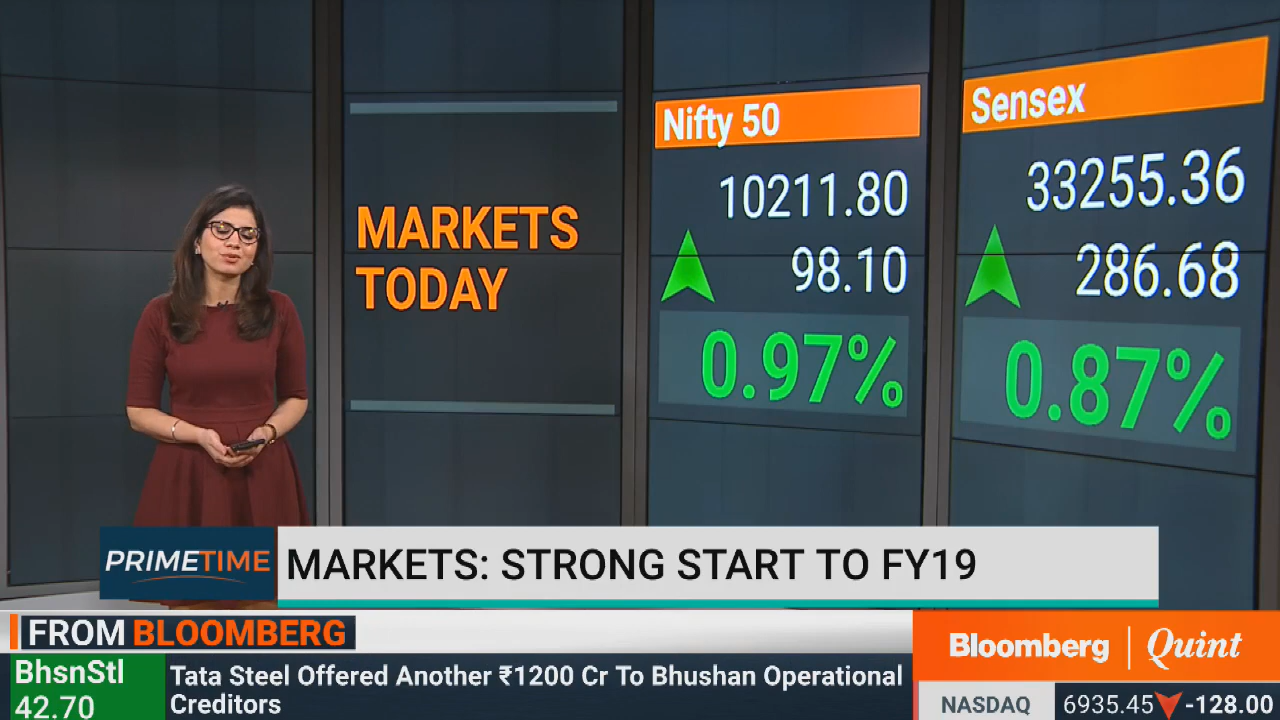 MARKETS
TODAY
Nifty 50
10211.80
98.10
0.97%
Sensex
33255.36
286.68
0.87%
PRIMETIME
MARKETS: STRONG START TO FY19
FROM BLOOMBERG
Bloomberg | Quint
BhsnStl
42.70
Tata Steel Offered Another ₹1200 Cr To Bhushan Operational
Creditors
NASDAQ 6935.45 -128.00